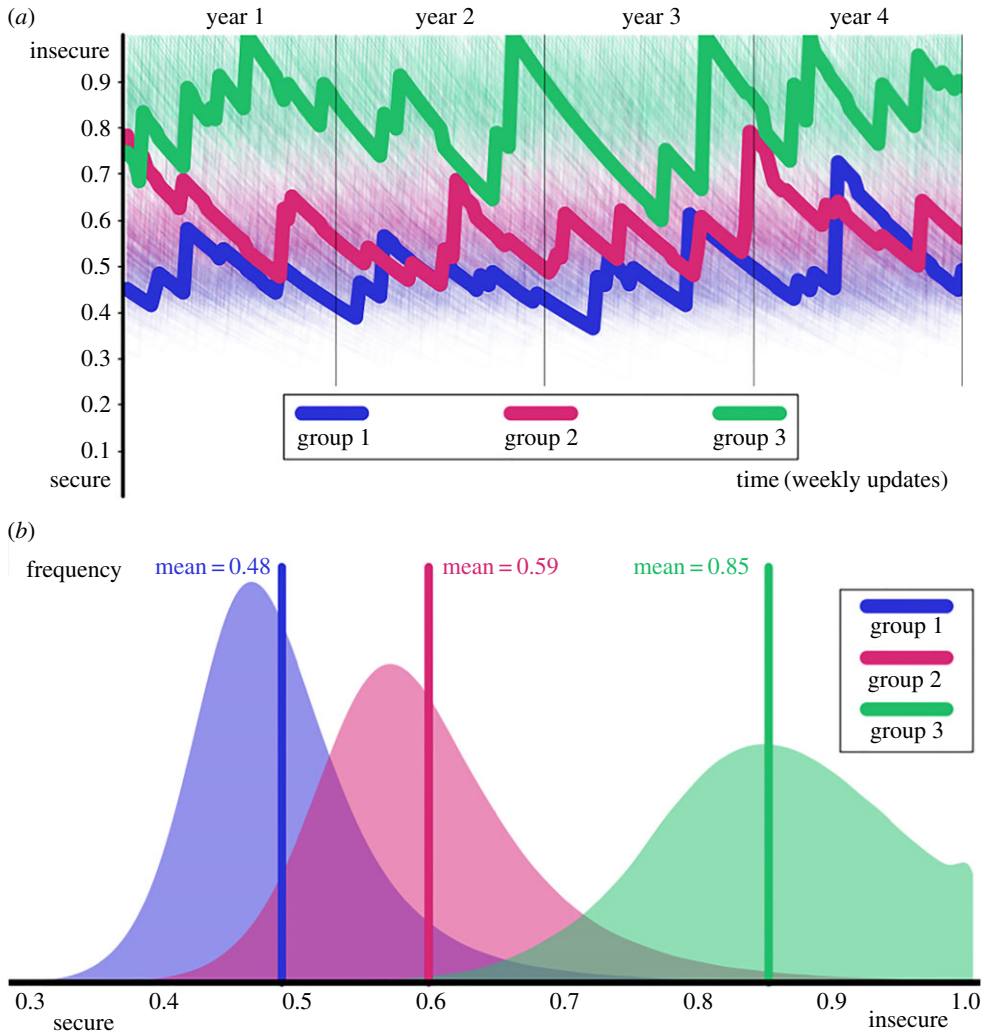 (a)
year 1 year 2 year 3 year 4
insecure
0.9
0.8
0.7
0.6
0.5
0.4
0.3
0.2
0.1
secure
group 1 group 2 group 3
time (weekly updates)
(b)
frequency
mean = 0.48 mean = 0.59 mean = 0.85
group 1
group 2
group 3
0.3 0.4 0.5 0.6 0.7 0.8 0.9 1.0
secure insecure